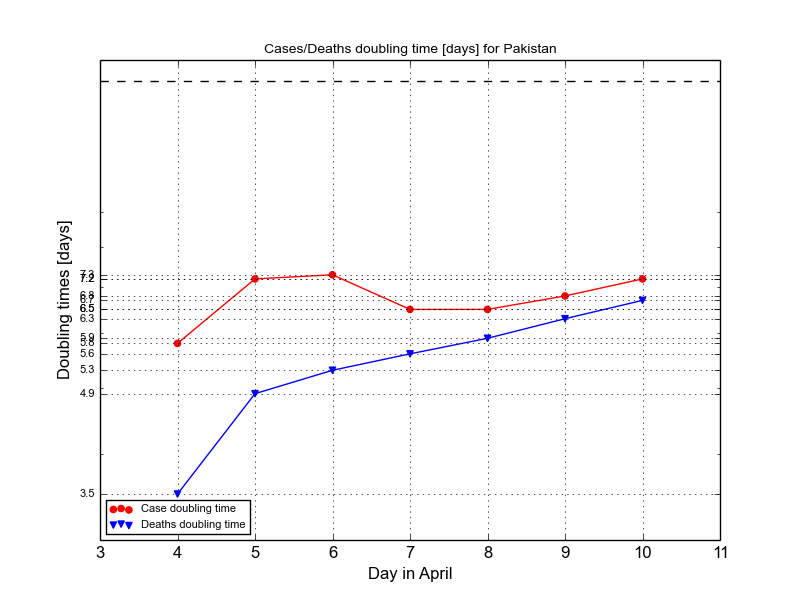 Cases/Deaths doubling time [days] for Pakistan
Doubling times [days]
7.3
7.2
6.8
6.7
6.5
6.3
5.9
5.8
5.6
5.3
4.9
3.5
Case doubling time
Deaths doubling time
3 4 5 6 7 8 9 10 11
Day in April